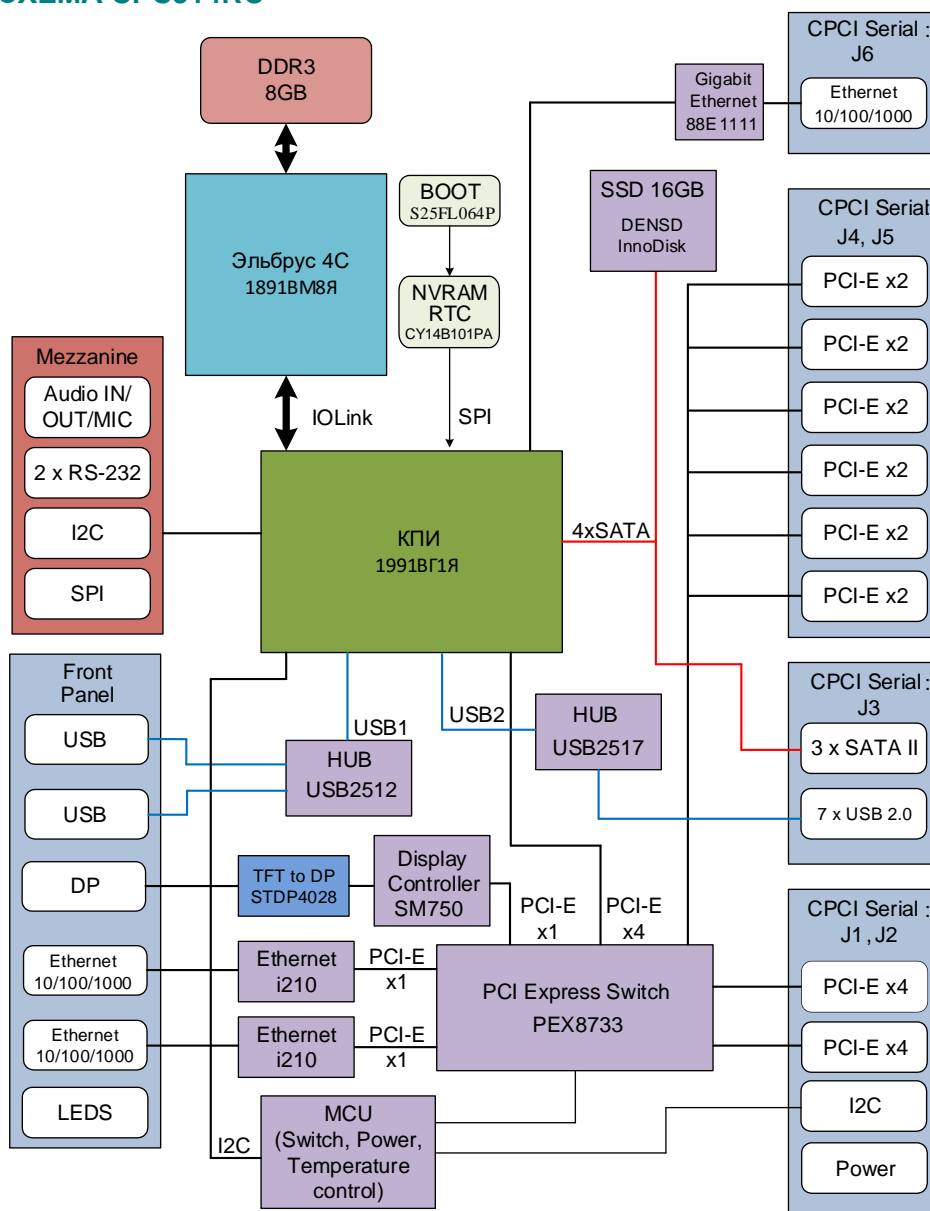 DDR3
8GB
CPCI Serial :
J6
Gigabit
Ethernet
88E1111
Ethernet
10/100/1000
BOOT
S25FL064P
SSD 16GB
DENSD
InnoDisk
CPCI Serial
J4, J5
Эльбрус 4С
1891ВМ8Я
NVRAM
RTC
CY14B101PA
PCI-E x2
PCI-E x2
PCI-E x2
PCI-E x2
PCI-E x2
PCI-E x2
Mezzanine
Audio IN/
OUT/MIC
2 x RS-232
I2C
SPI
IOLink
SPI
КПИ
1991ВГ1Я
4xSATA
Front
Panel
USB
USB
DP
Ethernet
10/100/1000
Ethernet
10/100/1000
LEDS
USB1
USB2
HUB
USB2512
HUB
USB2517
CPCI Serial :
J3
3 x SATA II
7 x USB 2.0
TFT to DP
STDP4028
Display
Controller
SM750
PCI-E
x1
PCI-E
x4
CPCI Serial :
J1 , J2
PCI-E x4
PCI-E x4
I2C
Power
Ethernet
i210
PCI-E
x1
Ethernet
i210
PCI-E
x1
PCI Express Switch
PEX8733
I2C
MCU
(Switch, Power,
Temperature
control)